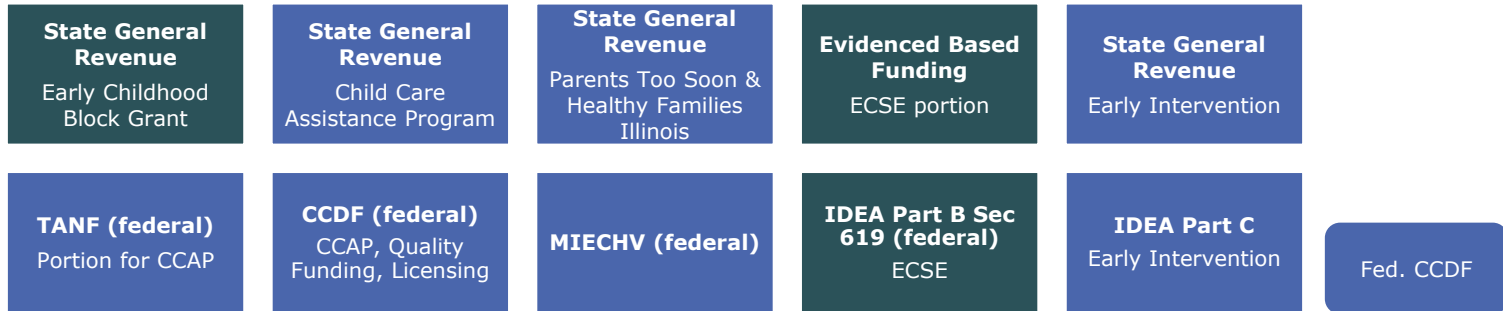 State General
Revenue
Early Childhood
Block Grant
State General
Revenue
Child Care
Assistance Program
State General
Revenue
Parents Too Soon &
Healthy Families
Illinois
Evidenced Based
Funding
ECSE portion
State General
Revenue
Early Intervention
TANF (federal)
Portion for CCAP
CCDF (federal)
CCAP, Quality
Funding, Licensing
MIECHV (federal)
IDEA Part B Sec
619 (federal)
ECSE
IDEA Part C
Early Intervention
Fed. CCDF